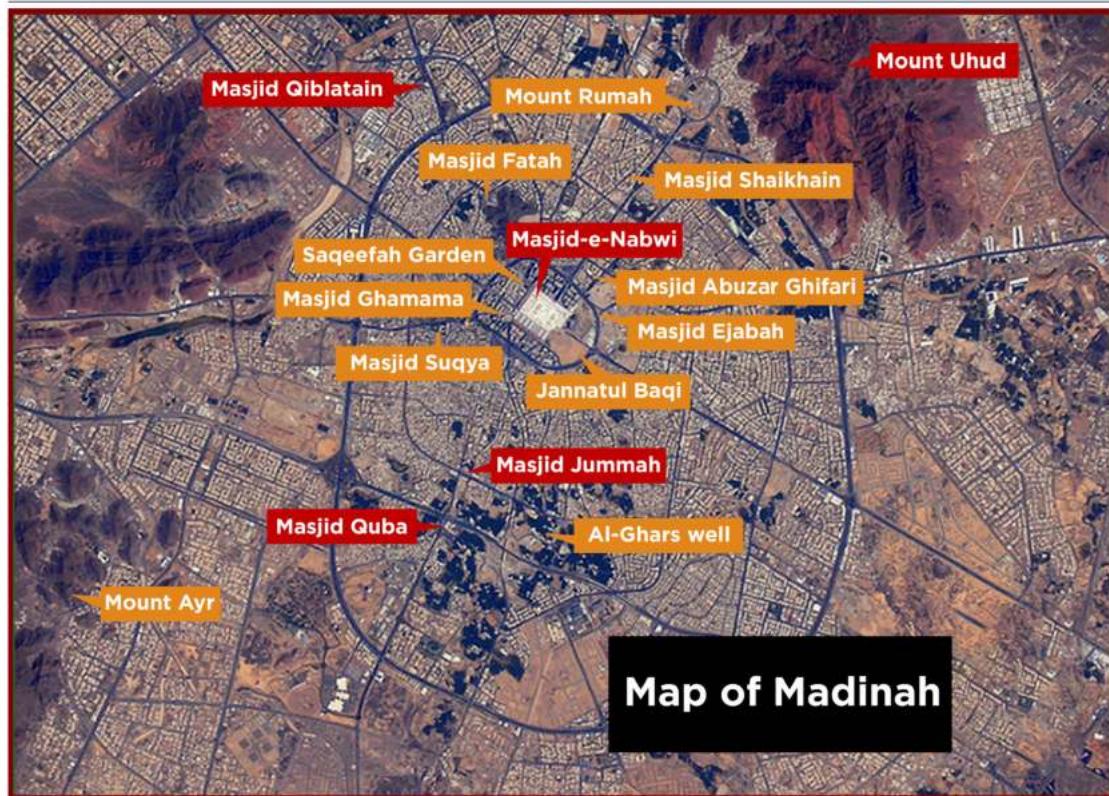 Mount Uhud
Masjid Qiblatain
Mount Rumah
Masjid Fatah
Masjid Shaikhain
Masjid-e-Nabwi
Saqeefah Garden
Masjid Abuzar Ghifari
Masjid Ghamama
Masjid Ejabah
Masjid Suqya
Jannatul Baqi
Masjid Jummah
Masjid Quba
Al-Ghars well
Mount Ayr
Map of Madinah